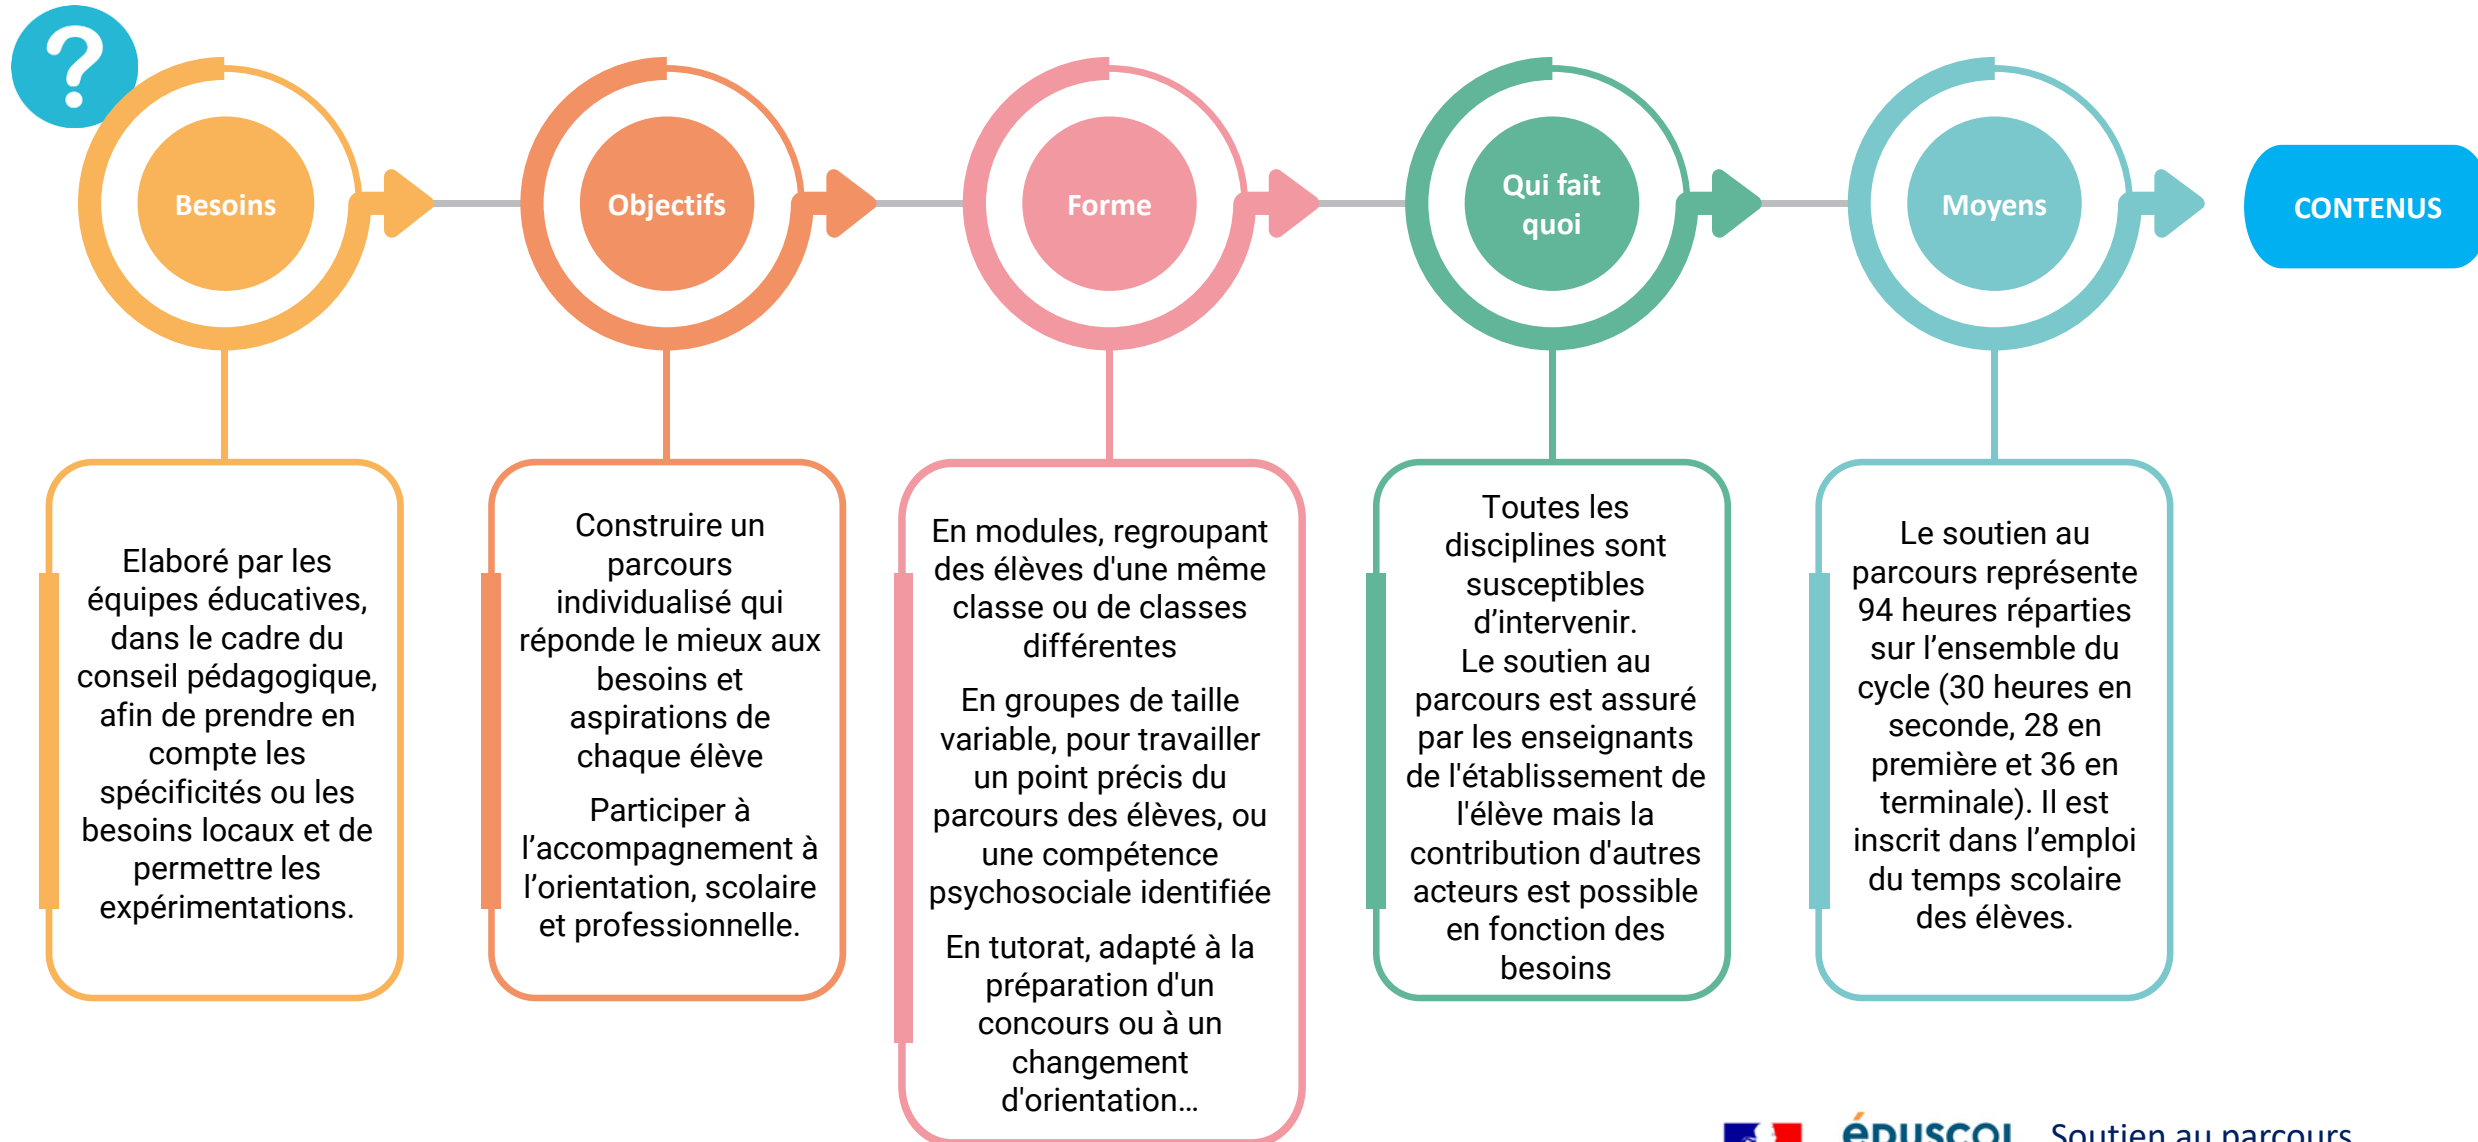 ?
Besoins
Objectifs
Forme
Qui fait
quoi
Moyens
CONTENUS
Elaboré par les
équipes éducatives,
dans le cadre du
conseil pédagogique,
afin de prendre en
compte les
spécificités ou les
besoins locaux et de
permettre les
expérimentations.
Construire un
parcours
individualisé qui
réponde le mieux aux
besoins et
aspirations de
chaque élève
Participer à
l’accompagnement à
l’orientation, scolaire
et professionnelle.
En modules, regroupant
des élèves d'une même
classe ou de classes
différentes
En groupes de taille
variable, pour travailler
un point précis du
parcours des élèves, ou
une compétence
psychosociale identifiée
En tutorat, adapté à la
préparation d'un
concours ou à un
changement
d'orientation…
Toutes les
disciplines sont
susceptibles
d’intervenir.
Le soutien au
parcours est assuré
par les enseignants
de l'établissement de
l'élève mais la
contribution d'autres
acteurs est possible
en fonction des
besoins
Le soutien au
parcours représente
94 heures réparties
sur l’ensemble du
cycle (30 heures en
seconde, 28 en
première et 36 en
terminale). Il est
inscrit dans l’emploi
du temps scolaire
des élèves.
éDUSCOL
Soutien au parcours